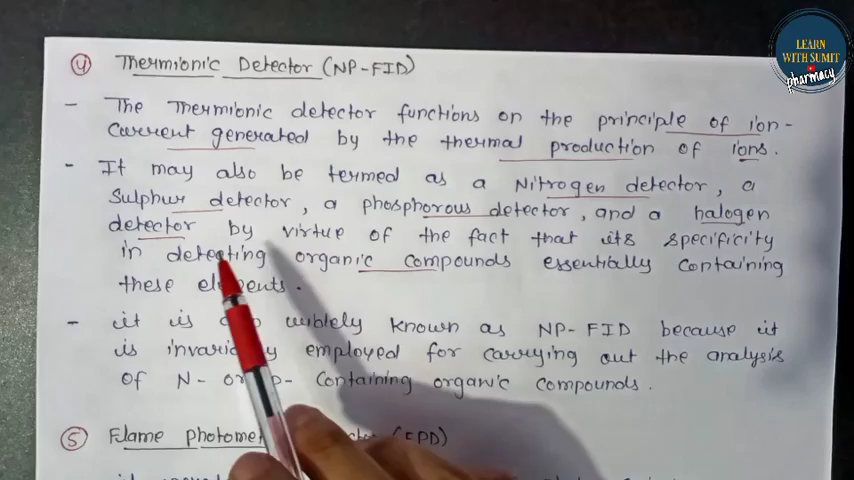 4 Thermionic Detector (NP-FID)
- The Thermionic detector functions on the principle of ion-
current generated by the thermal production of ions.
- It may also be termed as a Nitrogen detector, a
Sulphur detector, a phosphorous detector, and a halogen
detector by virtue of the fact that its specificity
in detecting organic compounds essentially containing
these elements.
- it is widely known as NP-FID because it
is employed for carrying out the analysis
of N- or P- containing organic compounds.
5 Flame (FPD)
LEARN
WITH SUMIT
pharmacy